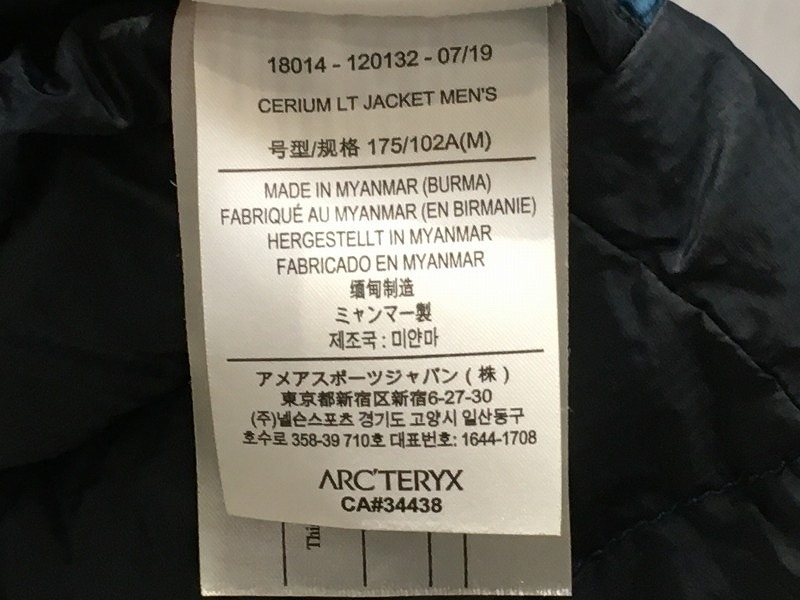 18014 - 120132 - 07/19
CERIUM LT JACKET MEN'S
号型/规格 175/102A(M)
MADE IN MYANMAR (BURMA)
FABRIQUÉ AU MYANMAR (EN BIRMANIE)
HERGESTELLT IN MYANMAR
FABRICADO EN MYANMAR
缅甸制造
ミャンマー製
제조국 : 미얀마
アメアスポーツジャパン ( 株 )
東京都新宿区新宿6-27-30
(주)넬슨스포츠 경기도 고양시 일산동구
호수로 358-39 710호 대표번호: 1644-1708
ARC'TERYX
CA#34438